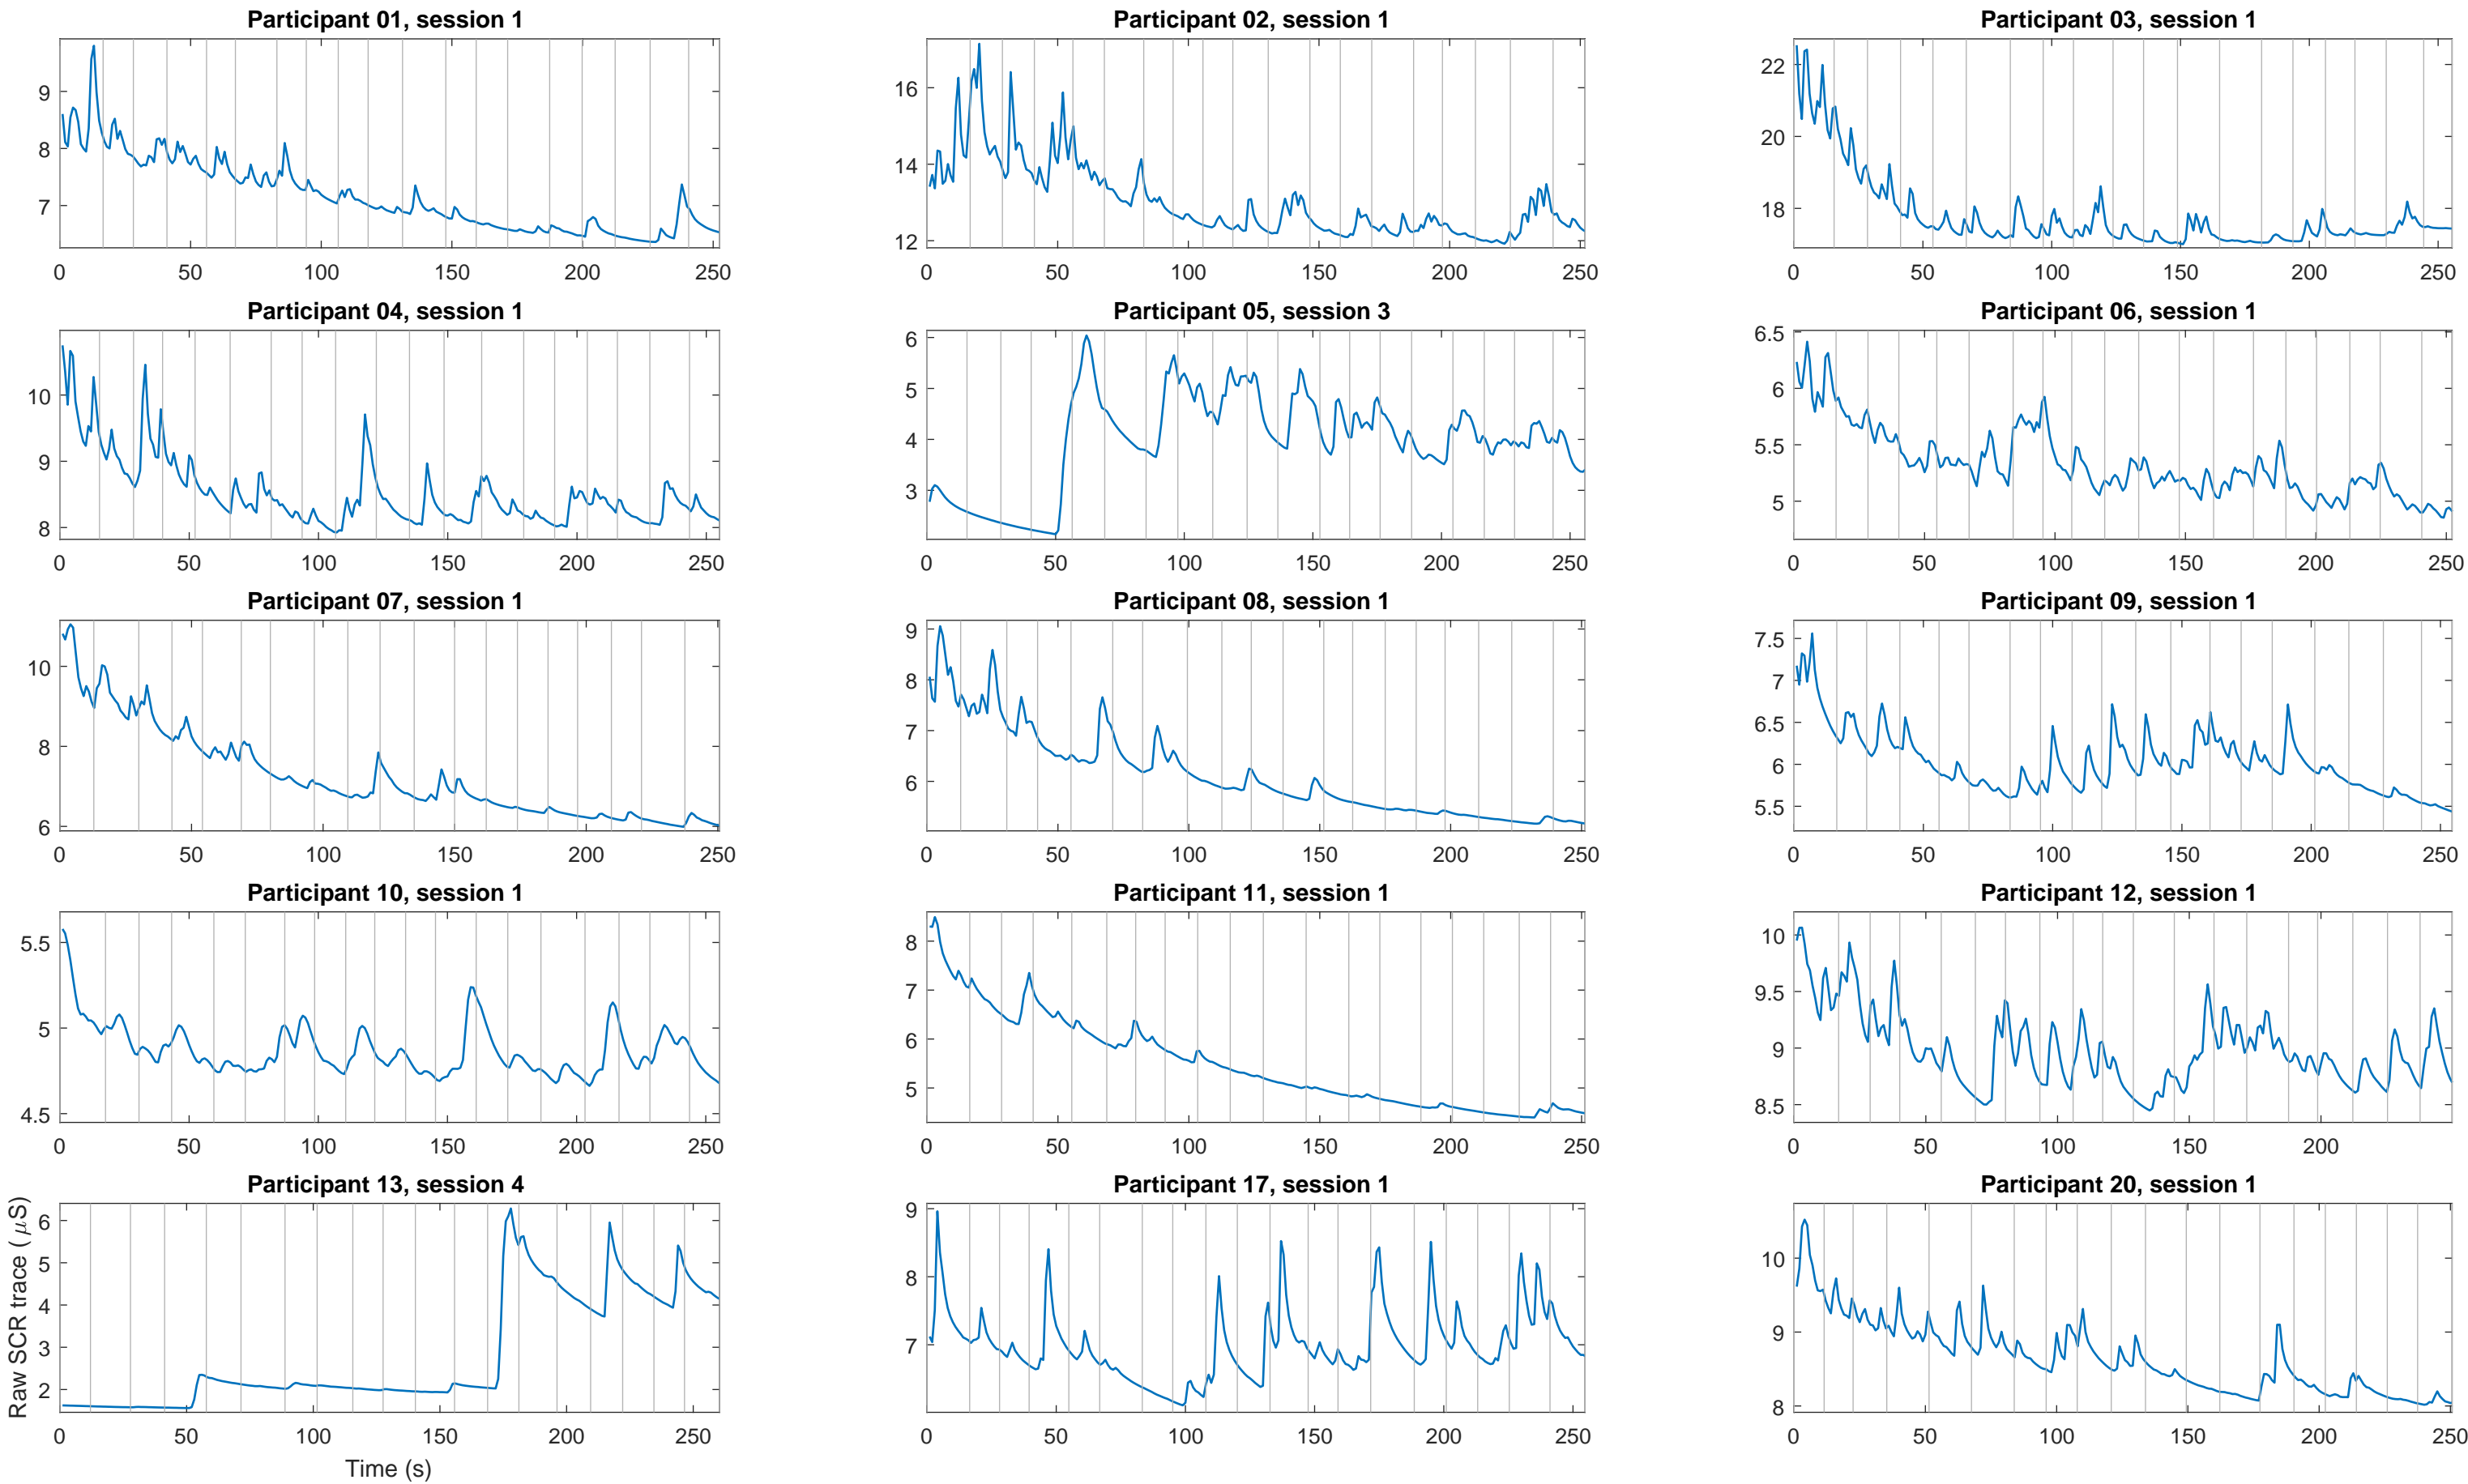 Participant 01, session 1
9
8
7
0 50 100 150 200 250
Participant 02, session 1
16
14
12
0 50 100 150 200 250
Participant 03, session 1
22
20
18
0 50 100 150 200 250
Participant 04, session 1
10
9
8
0 50 100 150 200 250
Participant 05, session 3
6
5
4
3
0 50 100 150 200 250
Participant 06, session 1
6.5
6
5.5
5
0 50 100 150 200 250
Participant 07, session 1
10
8
6
0 50 100 150 200 250
Participant 08, session 1
9
8
7
6
0 50 100 150 200 250
Participant 09, session 1
7.5
7
6.5
6
5.5
0 50 100 150 200 250
Participant 10, session 1
5.5
5
4.5
0 50 100 150 200 250
Participant 11, session 1
8
7
6
5
0 50 100 150 200 250
Participant 12, session 1
10
9.5
9
8.5
0 50 100 150 200
Participant 13, session 4
Raw SCR trace ( μS)
6
5
4
3
2
0 50 100 150 200 250
Time (s)
Participant 17, session 1
9
8
7
0 50 100 150 200 250
Participant 20, session 1
10
9
8
0 50 100 150 200 250